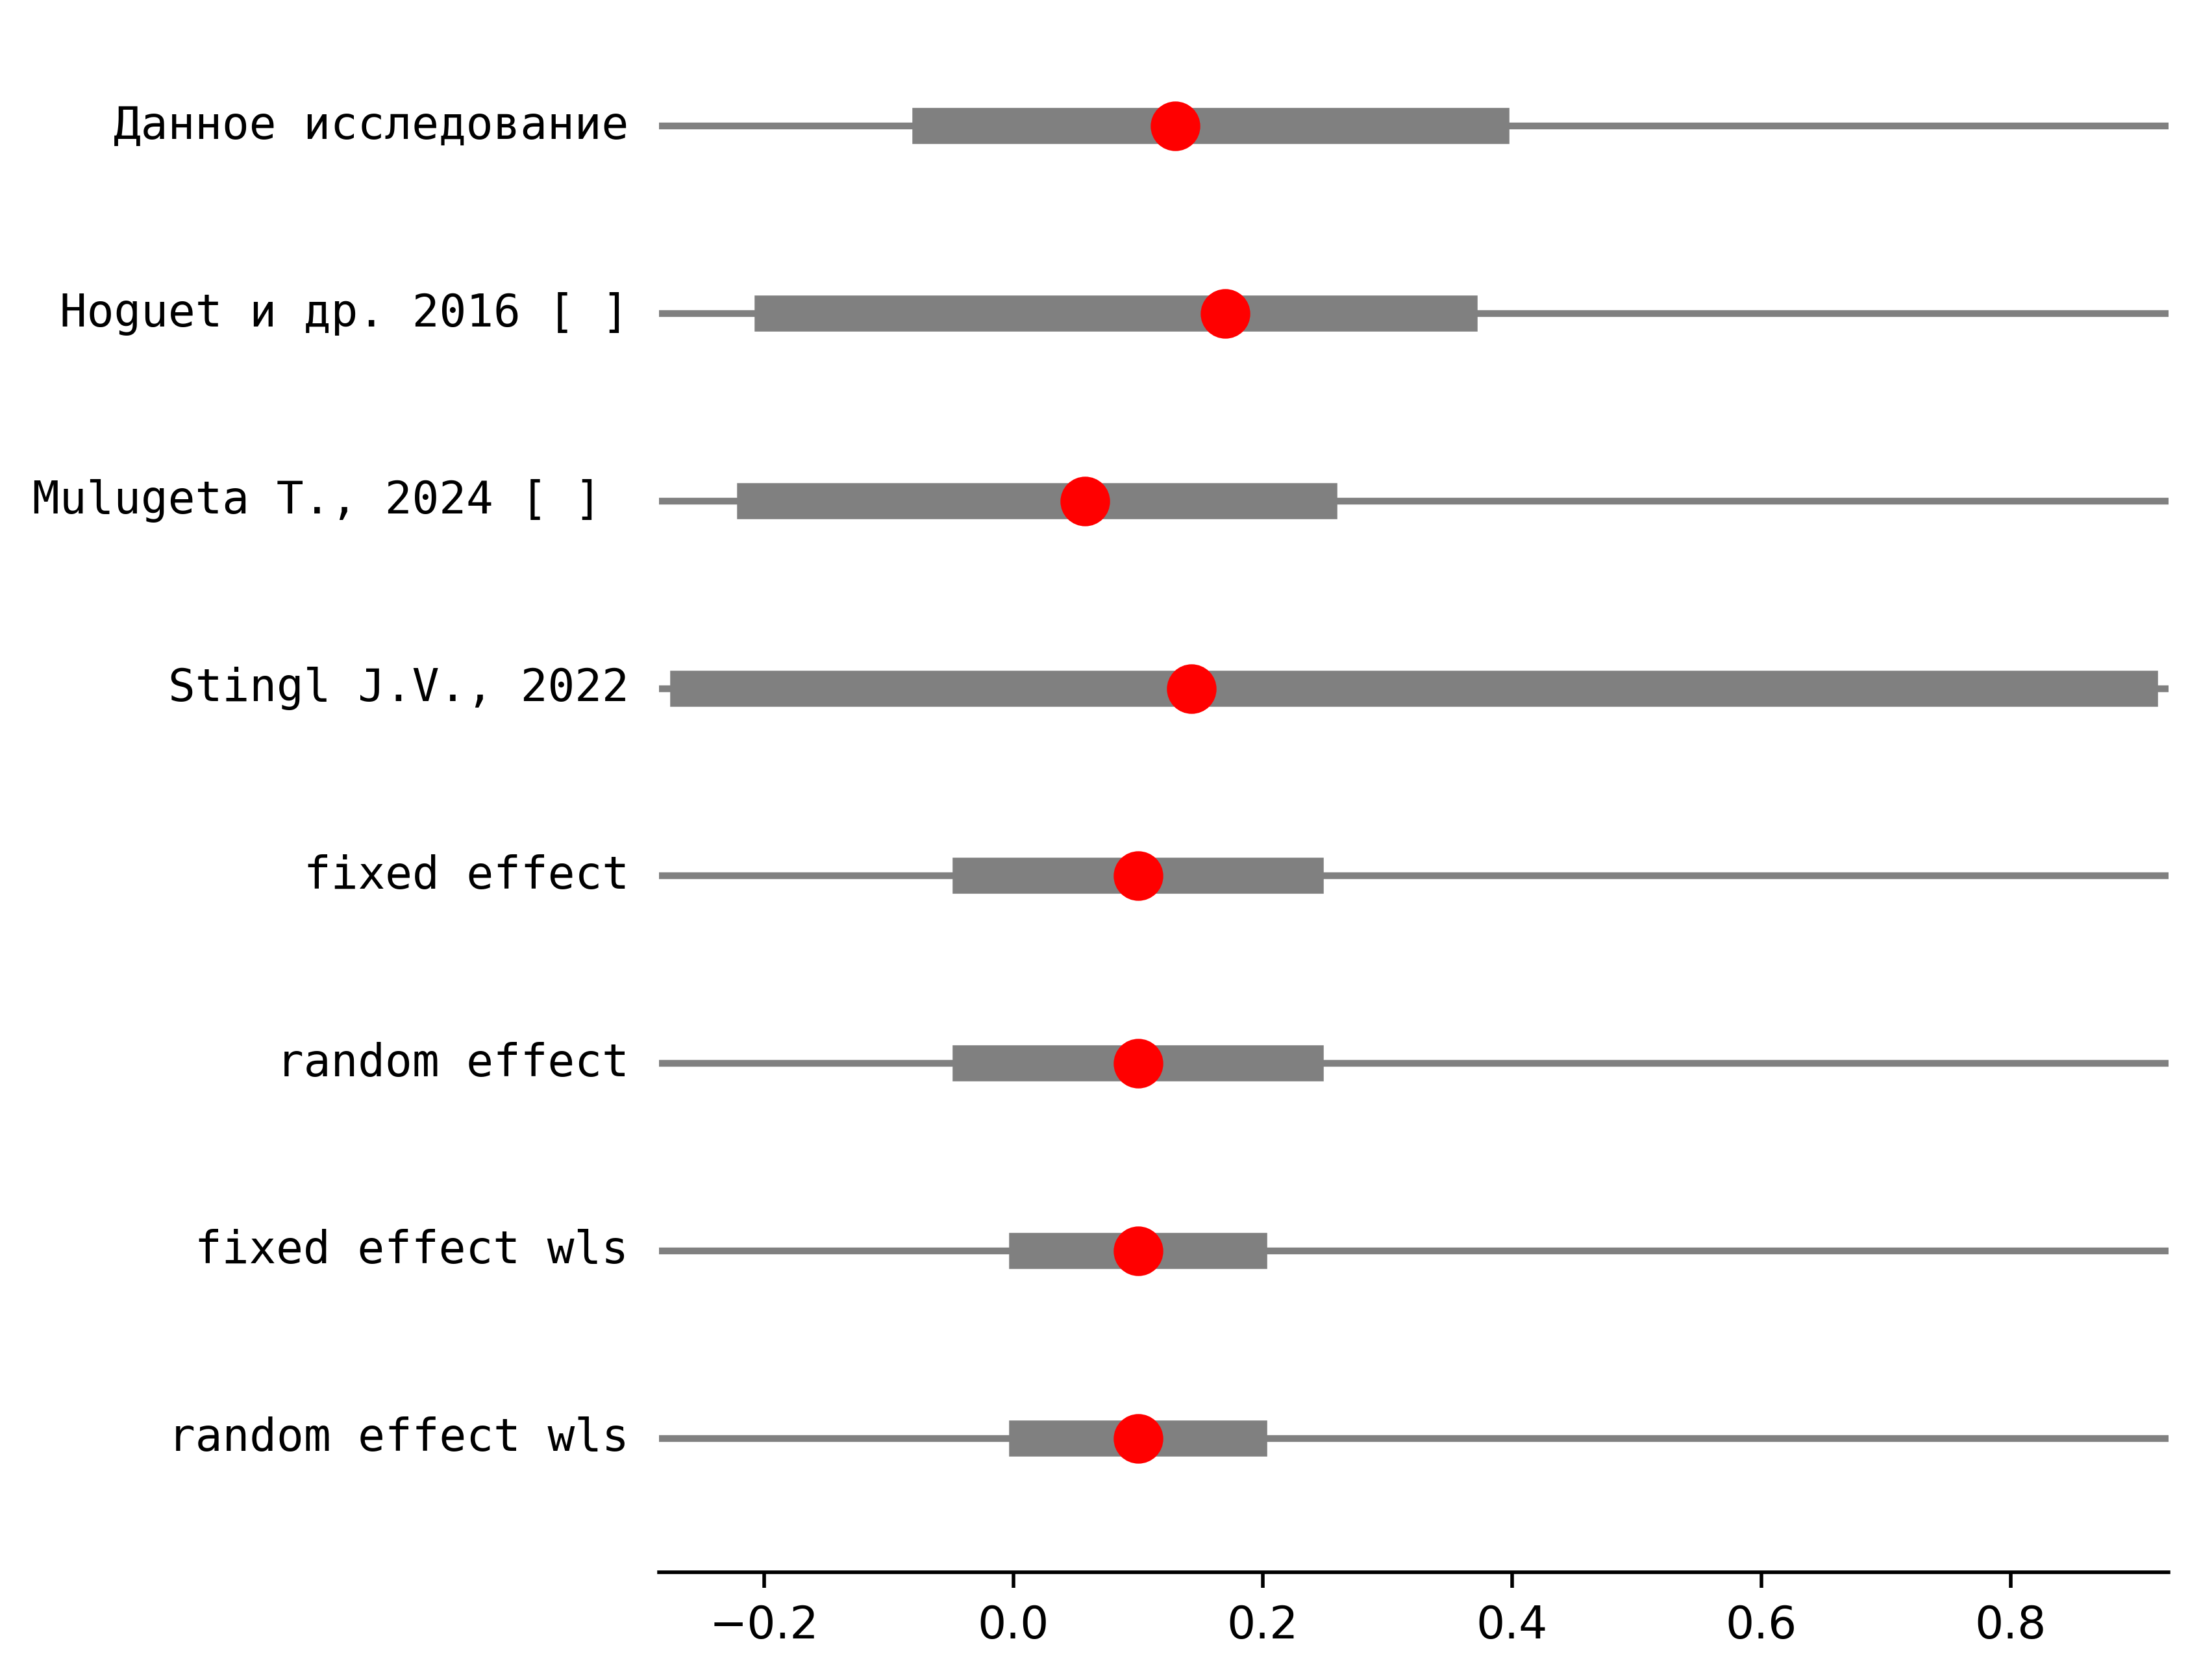 Данное исследование
Hoguet и др. 2016 [ ]
Mulugeta T., 2024 [ ]
Stingl J.V., 2022
fixed effect
random effect
fixed effect wls
random effect wls
−0.2 0.0 0.2 0.4 0.6 0.8